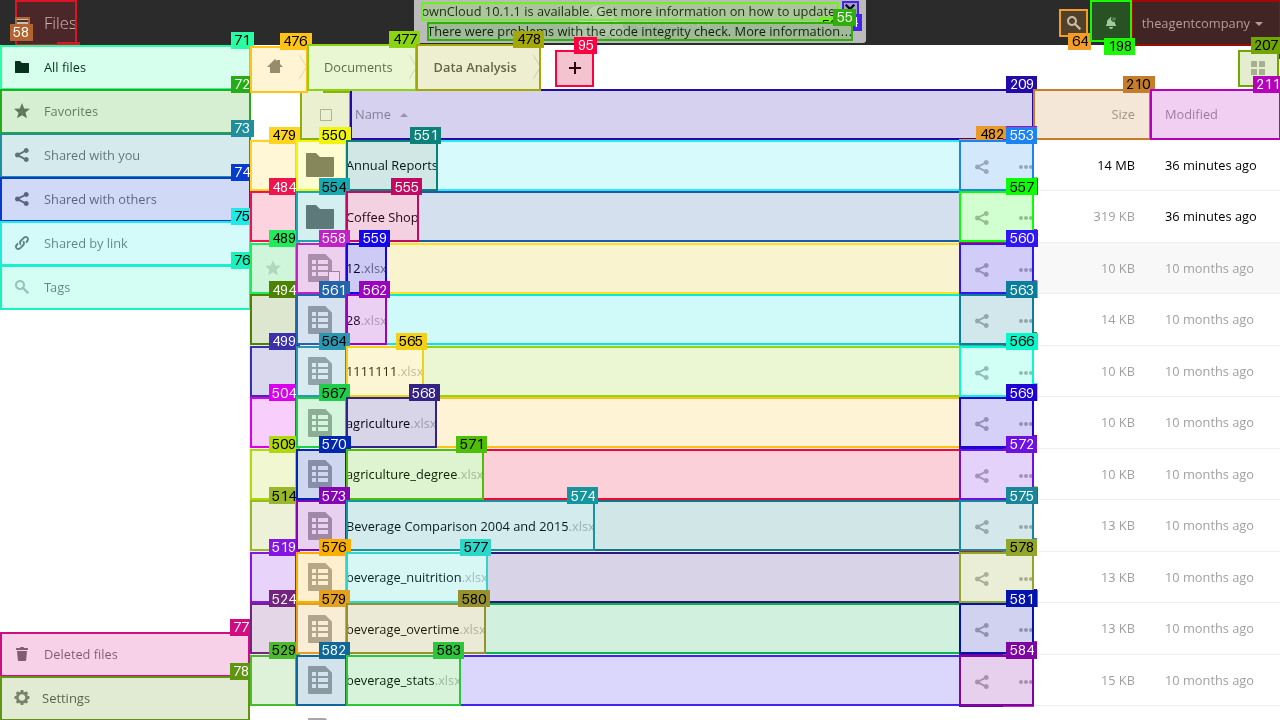 ownCloud 10.1.1 is available. Get more information on how to update
There were problems with the code integrity check. More information…
55
58
Files
64
198
theagentcompany
71
476
477
478
95
207
All files
Documents
Data Analysis
+
72
209
210
211
Favorites
Name
Size
Modified
73
479
550
551
482
553
Shared with you
Annual Reports
14 MB
36 minutes ago
74
484
554
555
557
Shared with others
Coffee Shop
319 KB
36 minutes ago
75
489
558
559
560
Shared by link
12.xlsx
10 KB
10 months ago
76
494
561
562
563
Tags
28.xlsx
14 KB
10 months ago
499
564
565
566
1111111.xlsx
10 KB
10 months ago
504
567
568
569
agriculture.xlsx
10 KB
10 months ago
509
570
571
572
agriculture_degree.xlsx
10 KB
10 months ago
514
573
574
575
Beverage Comparison 2004 and 2015.xlsx
13 KB
10 months ago
519
576
577
578
beverage_nuitrition.xlsx
13 KB
10 months ago
524
579
580
581
beverage_overtime.xlsx
13 KB
10 months ago
77
529
582
583
584
Deleted files
beverage_stats.xlsx
15 KB
10 months ago
78
Settings